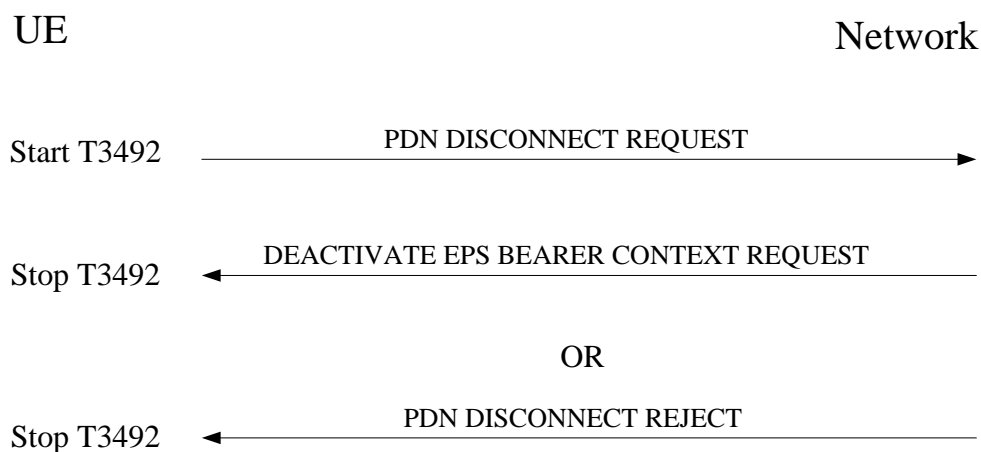 UE
Network
Start T3492
PDN DISCONNECT REQUEST
DEACTIVATE EPS BEARER CONTEXT REQUEST
Stop T3492
OR
PDN DISCONNECT REJECT
Stop T3492